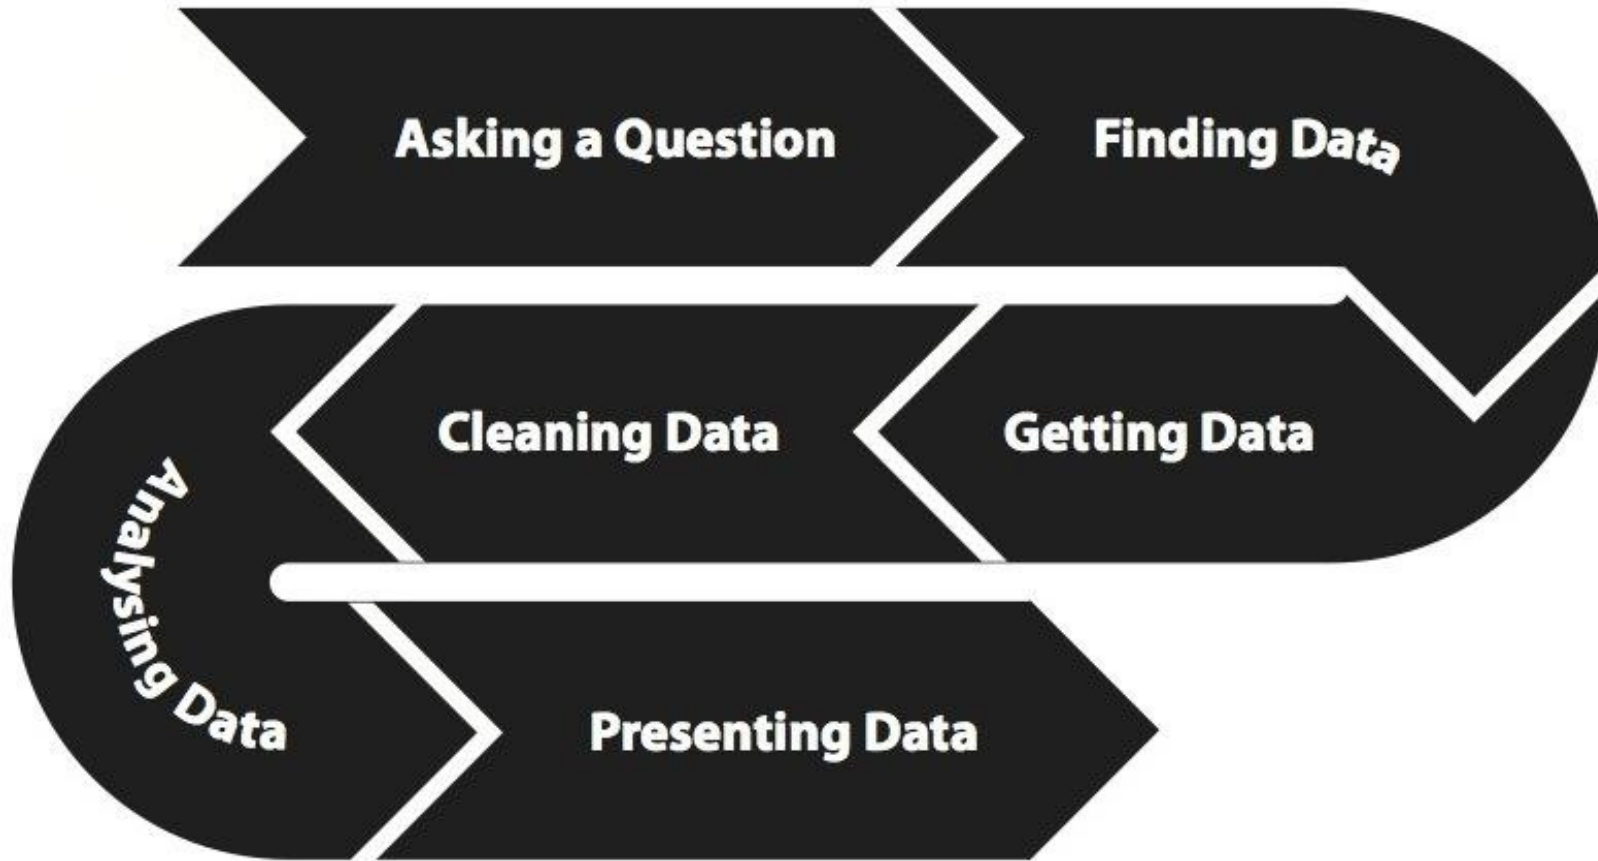 Asking a Question
Finding Data
Getting Data
Cleaning Data
Analysing Data
Presenting Data